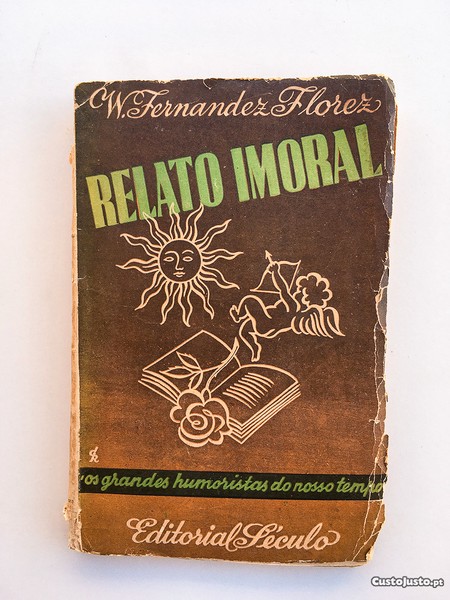 W. Fernandez Florez
RELATO IMORAL
os grandes humoristas do nosso tempo
Editorial Século
CustoJusto.pt